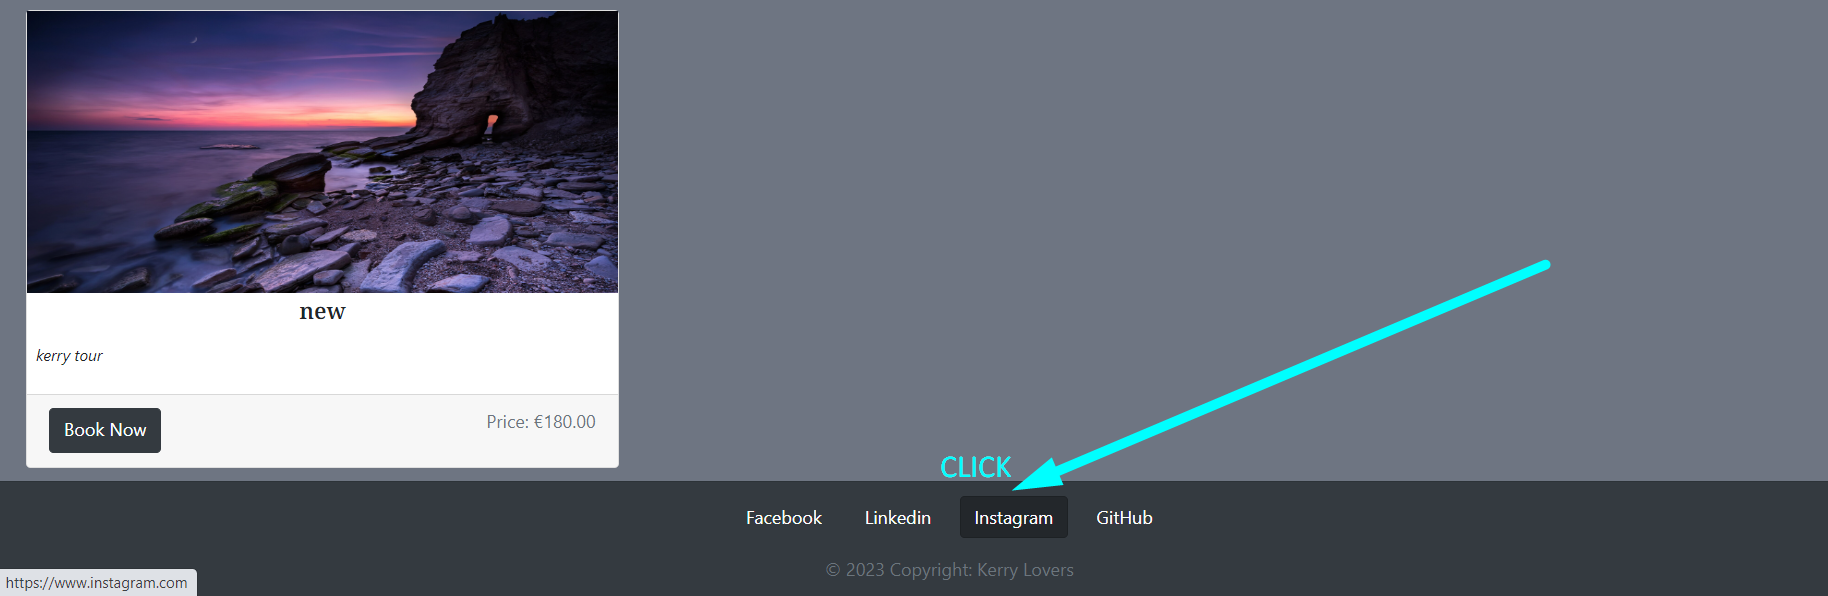 new
kerry tour
Book Now
Price: €180.00
CLICK
Facebook Linkedin Instagram GitHub
© 2023 Copyright: Kerry Lovers
https://www.instagram.com